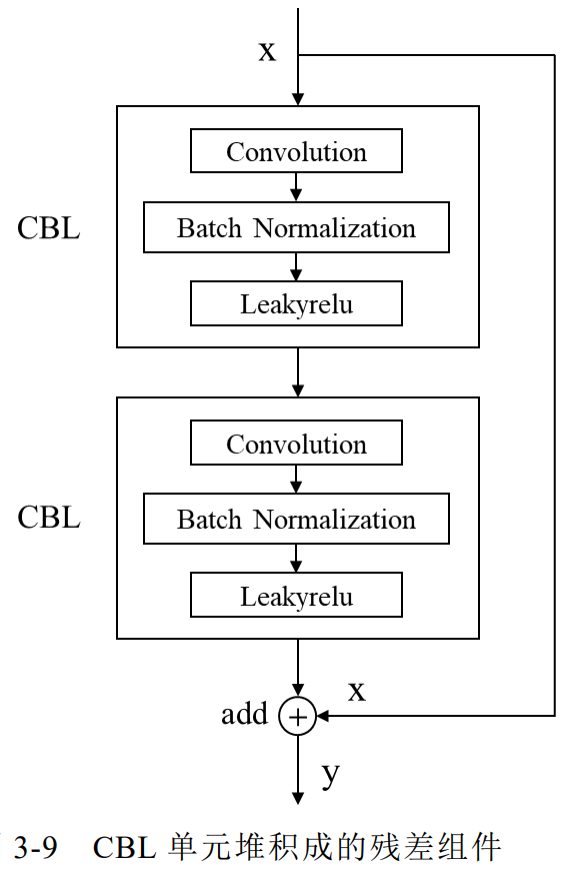 x
CBL
Convolution
Batch Normalization
Leakyrelu
CBL
Convolution
Batch Normalization
Leakyrelu
x
add
+
y
3-9 CBL 单元堆积成的残差组件